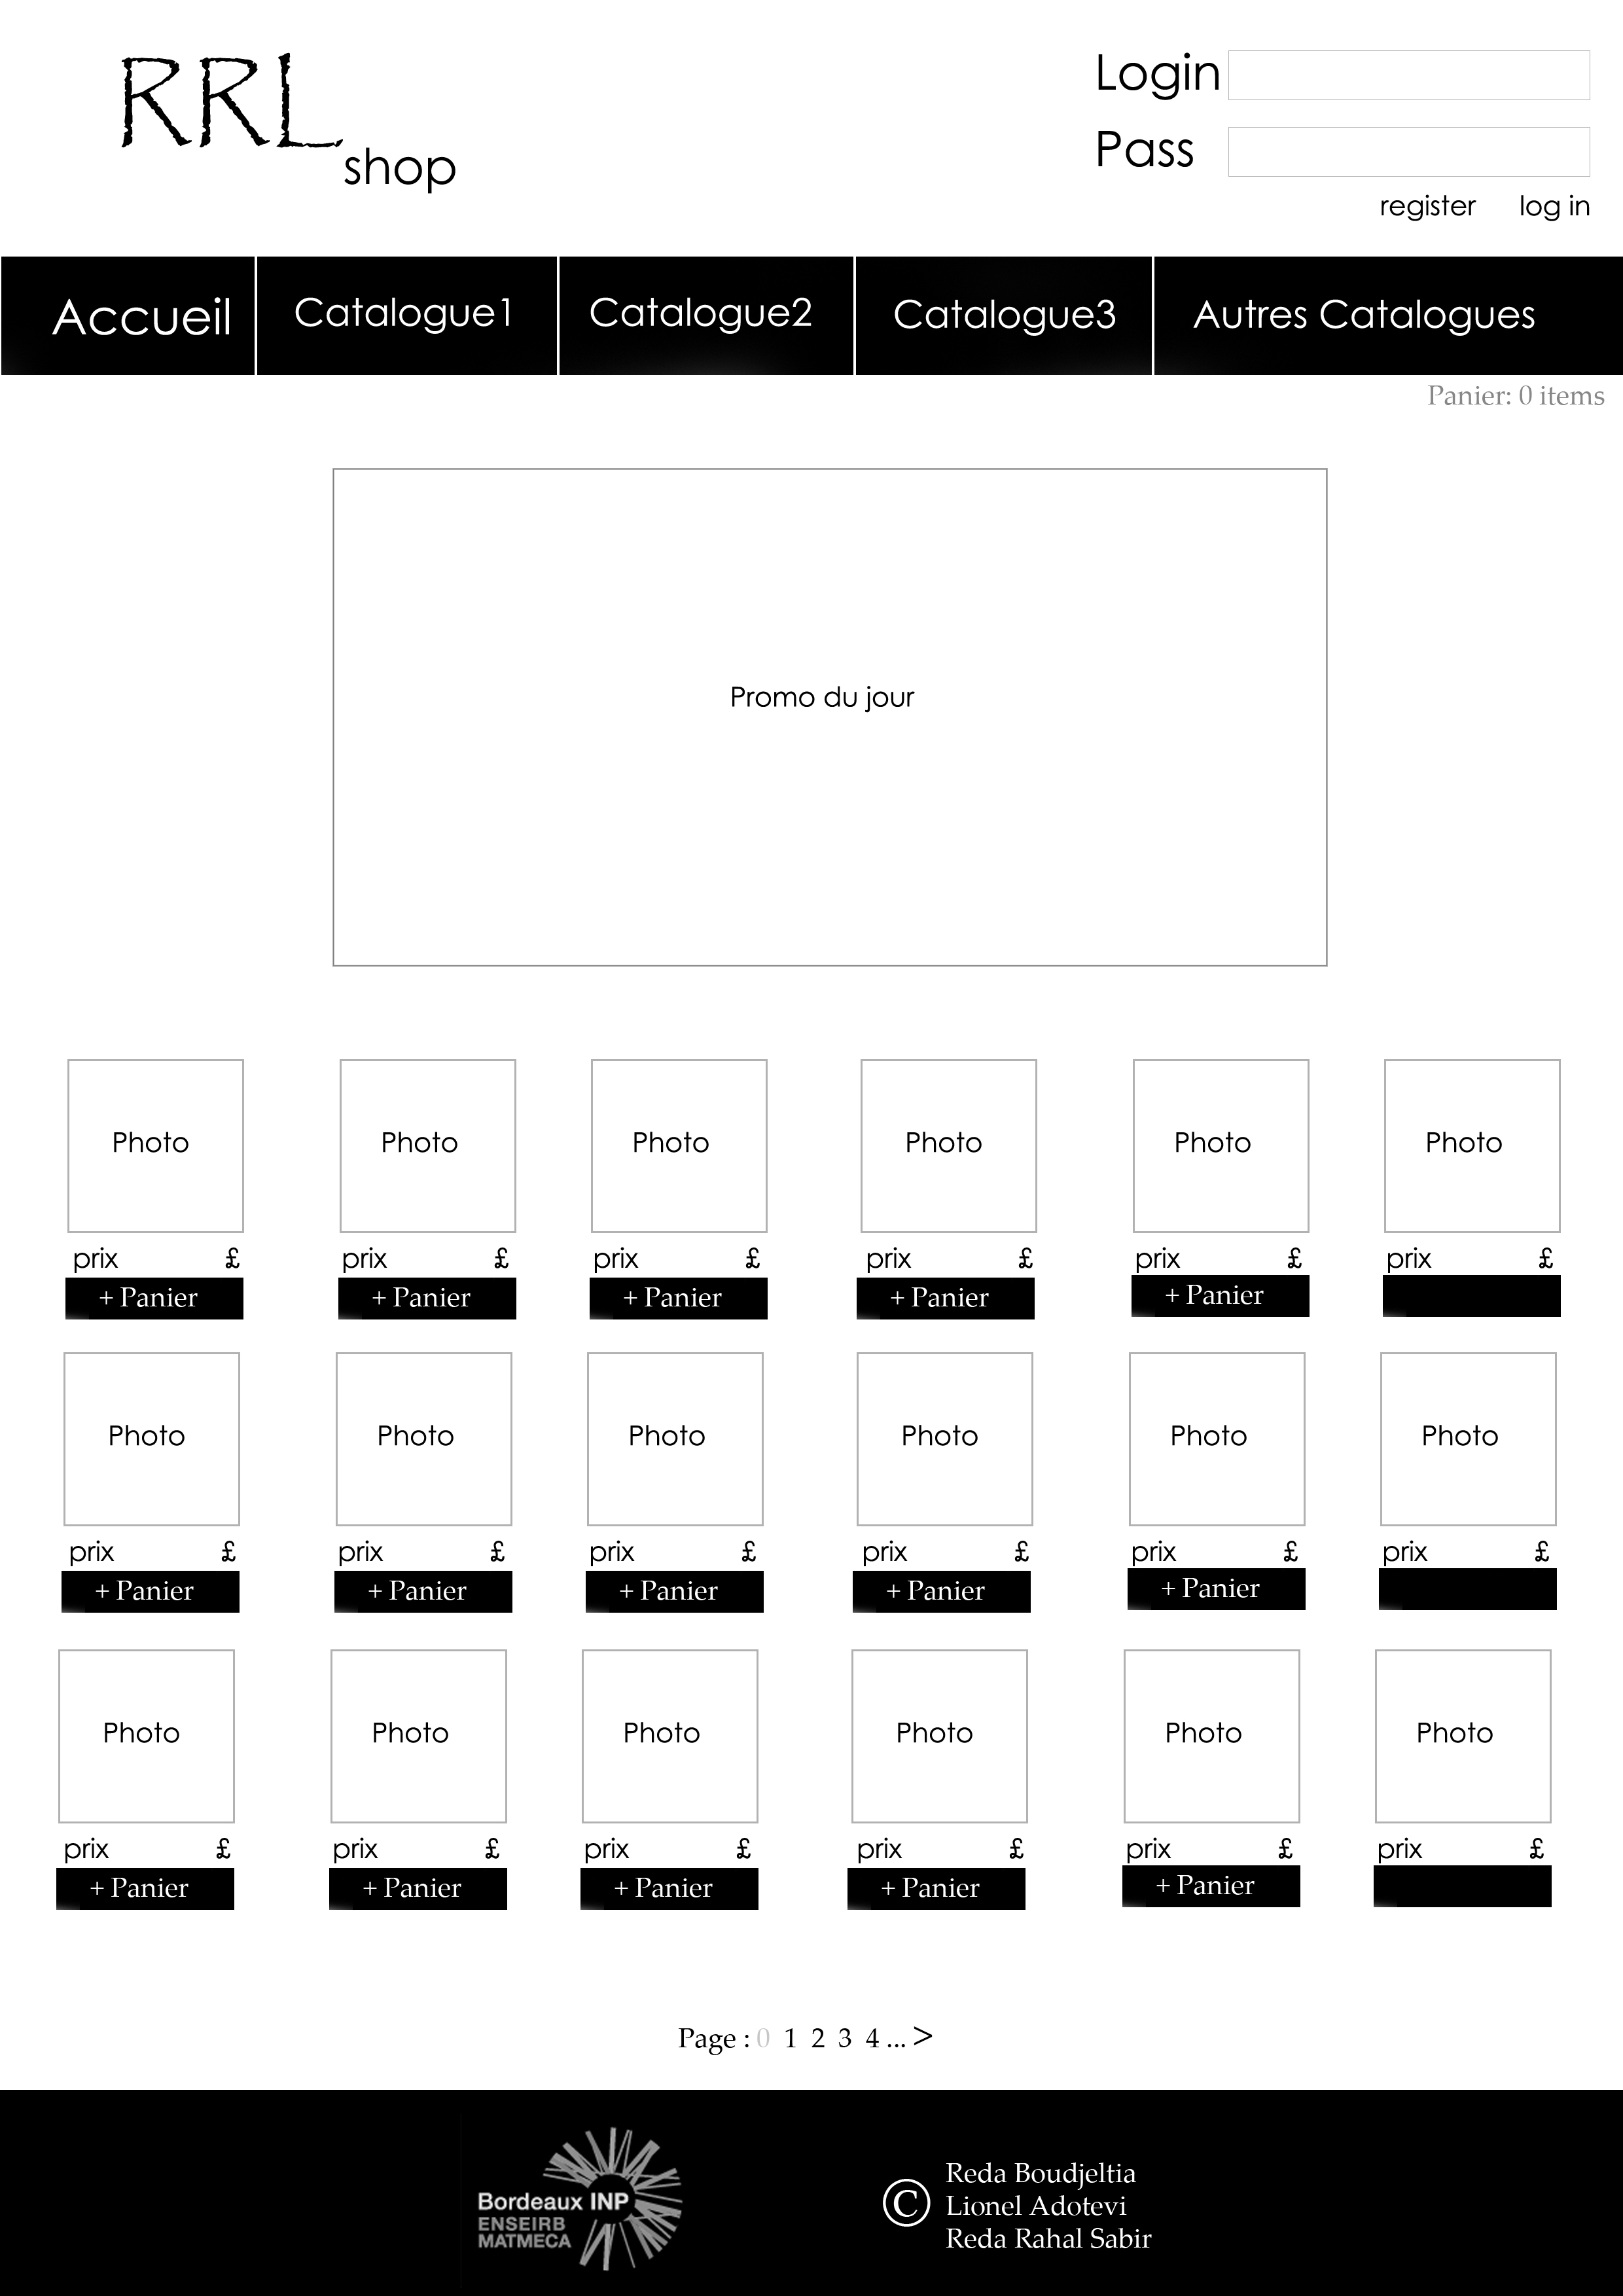 RRL
shop
Login
Pass
register log in
Accueil Catalogue1 Catalogue2 Catalogue3 Autres Catalogues
Panier: 0 items
Promo du jour
Photo Photo Photo Photo Photo Photo
prix £ prix £ prix £ prix £ prix £ prix £
+ Panier + Panier + Panier + Panier + Panier
Photo Photo Photo Photo Photo Photo
prix £ prix £ prix £ prix £ prix £ prix £
+ Panier + Panier + Panier + Panier + Panier
Photo Photo Photo Photo Photo Photo
prix £ prix £ prix £ prix £ prix £ prix £
+ Panier + Panier + Panier + Panier + Panier
Page : 0 1 2 3 4 ... >
Bordeaux INP
ENSEIRB
MATMECA
©
Reda Boudjeltia
Lionel Adotevi
Reda Rahal Sabir